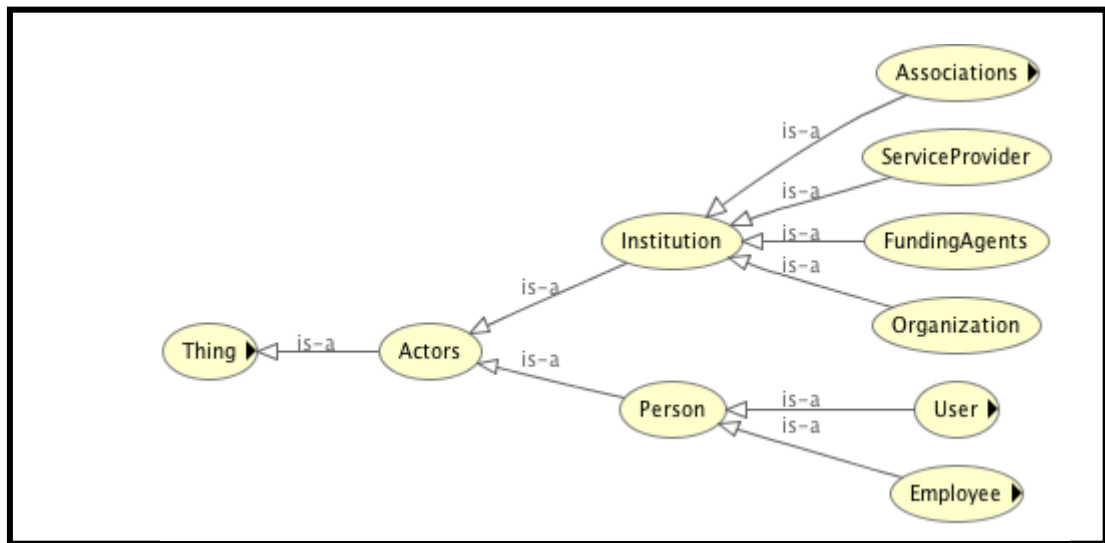 Associations
is-a
ServiceProvider
is-a
Institution
is-a
FundingAgents
is-a
is-a
Organization
Thing
is-a
Actors
is-a
Person
is-a
User
is-a
Employee